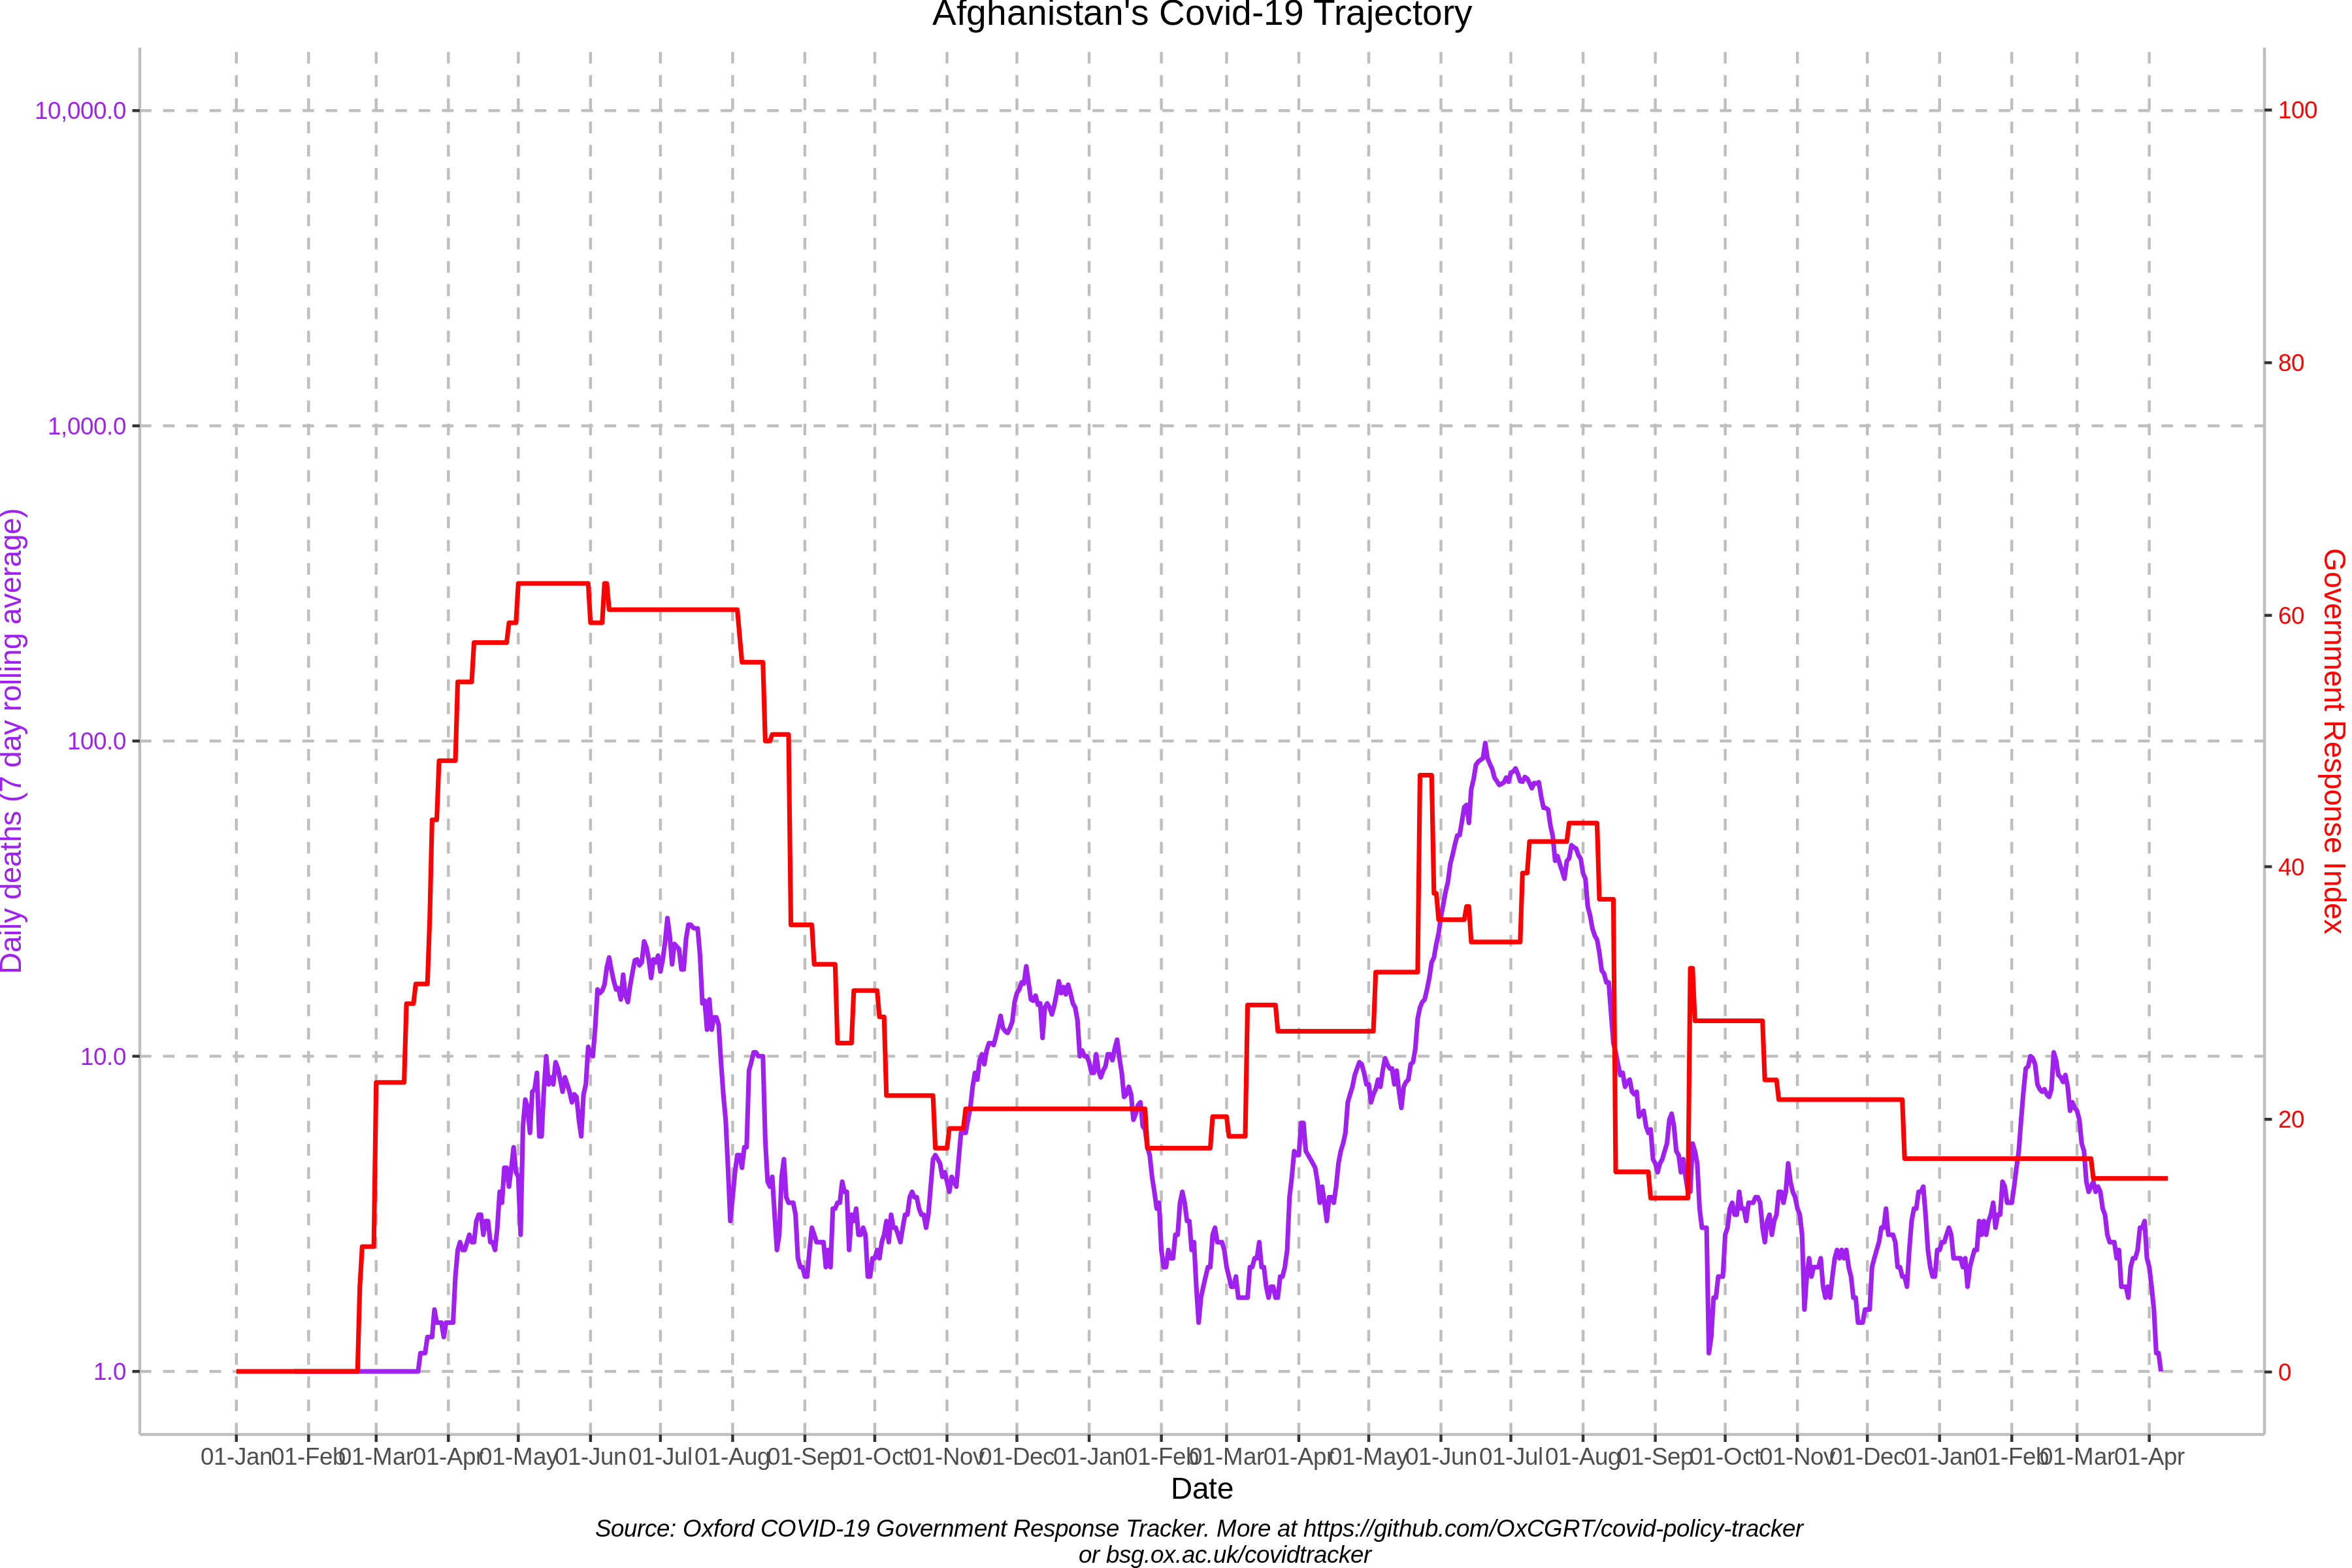 Afghanistan's Covid-19 Trajectory
10,000.0
1,000.0
100.0
10.0
1.0
Daily deaths (7 day rolling average)
100
80
60
40
20
0
Government Response Index
01-Jan 01-Feb 01-Mar 01-Apr 01-May 01-Jun 01-Jul 01-Aug 01-Sep 01-Oct 01-Nov 01-Dec 01-Jan 01-Feb 01-Mar 01-Apr 01-May 01-Jun 01-Jul 01-Aug 01-Sep 01-Oct 01-Nov 01-Dec 01-Jan 01-Feb 01-Mar 01-Apr
Date
Source: Oxford COVID-19 Government Response Tracker. More at https://github.com/OxCGRT/covid-policy-tracker
or bsg.ox.ac.uk/covidtracker